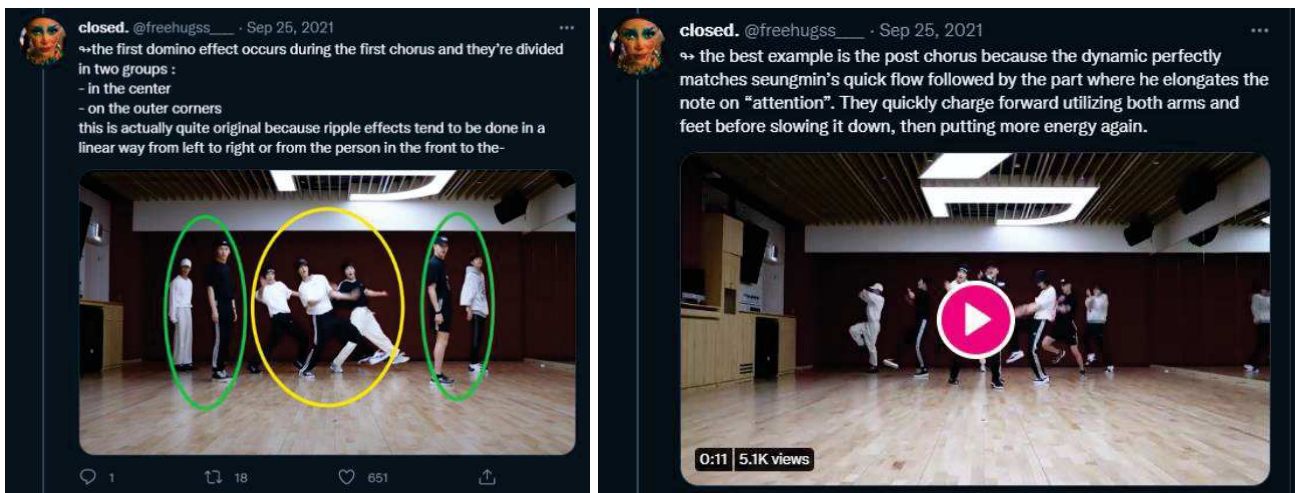 closed. @freehugss___ · Sep 25, 2021
↬the first domino effect occurs during the first chorus and they're divided
in two groups :
- in the center
- on the outer corners
this is actually quite original because ripple effects tend to be done in a
linear way from left to right or from the person in the front to the-
1 18 651
closed. @freehugss___ · Sep 25, 2021
↬ the best example is the post chorus because the dynamic perfectly
matches seungmin's quick flow followed by the part where he elongates the
note on “attention”. They quickly charge forward utilizing both arms and
feet before slowing it down, then putting more energy again.
0:11 5.1K views